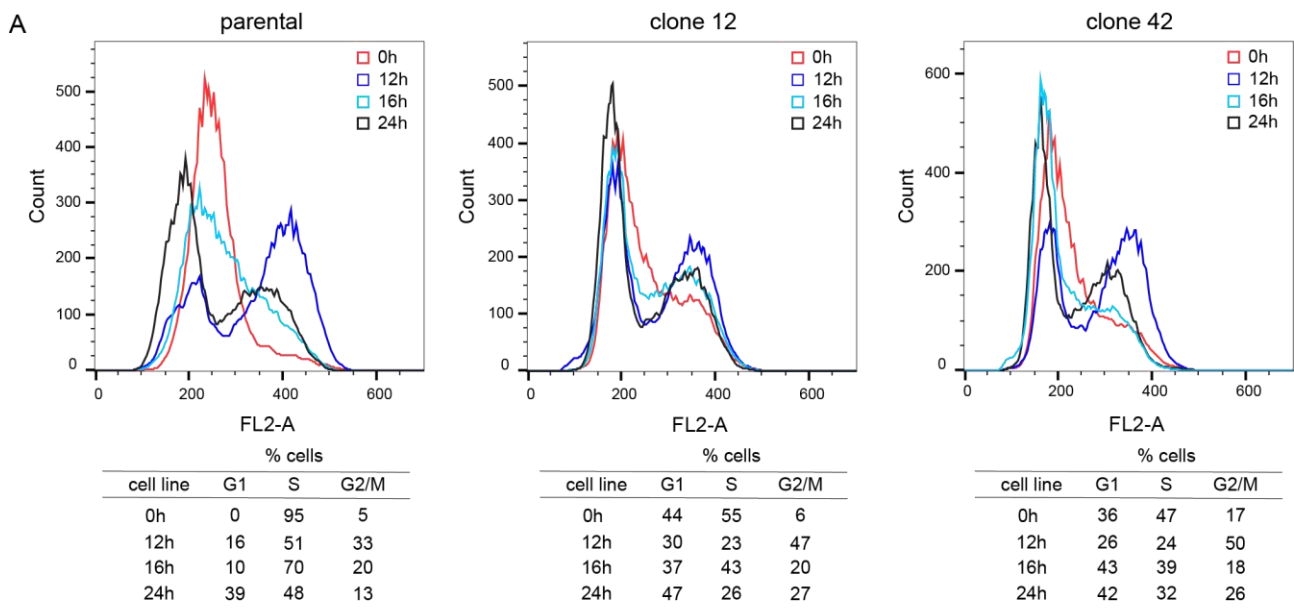 A
parental
clone 12
clone 42
0h
12h
16h
24h
500
400
300
200
100
0
Count
0 200 400 600
FL2-A
0h
12h
16h
24h
500
400
300
200
100
0
Count
0 200 400 600
FL2-A
0h
12h
16h
24h
600
400
200
0
Count
0 200 400 600
FL2-A
% cells
cell line G1 S G2/M
0h 0 95 5
12h 16 51 33
16h 10 70 20
24h 39 48 13
% cells
cell line G1 S G2/M
0h 44 55 6
12h 30 23 47
16h 37 43 20
24h 47 26 27
% cells
cell line G1 S G2/M
0h 36 47 17
12h 26 24 50
16h 43 39 18
24h 42 32 26